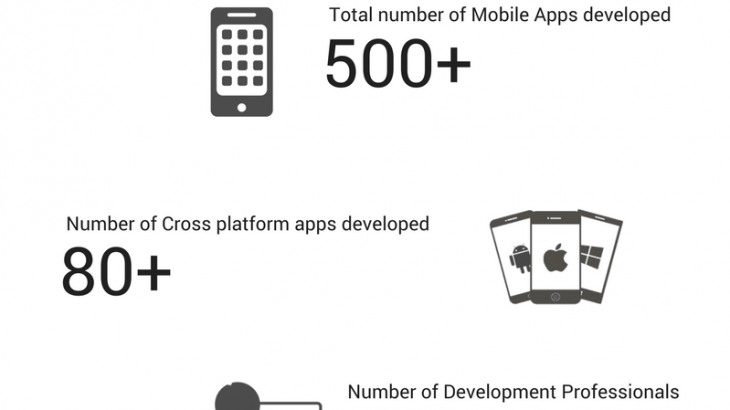 Total number of Mobile Apps developed
500+
Number of Cross platform apps developed
80+
Number of Development Professionals